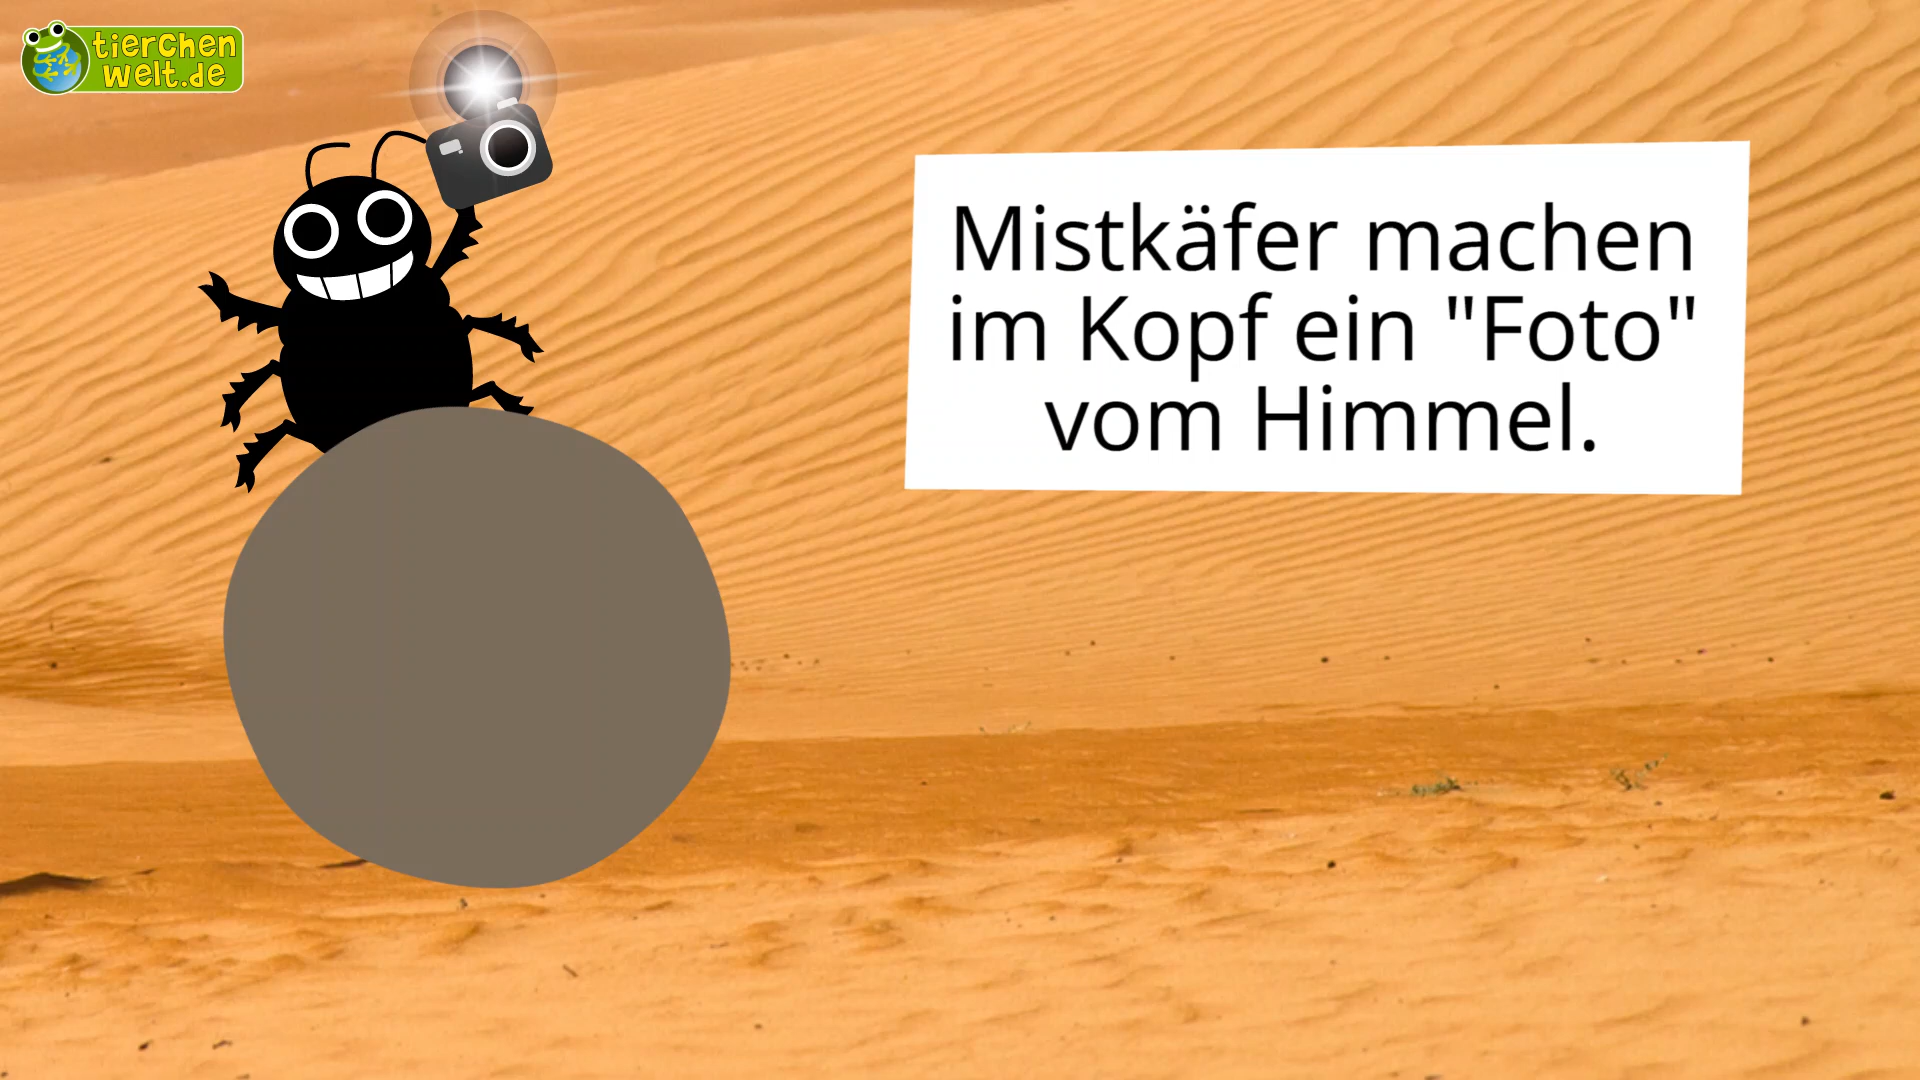 tierchen
welt.de
Mistkäfer machen
im Kopf ein "Foto"
vom Himmel.